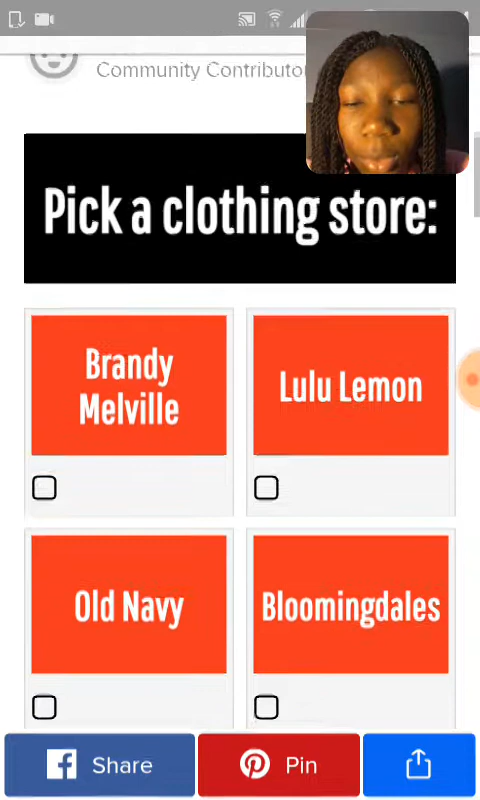 Community Contributor
Pick a clothing store:
Brandy
Melville
Lulu Lemon
Old Navy
Bloomingdales
Share
Pin